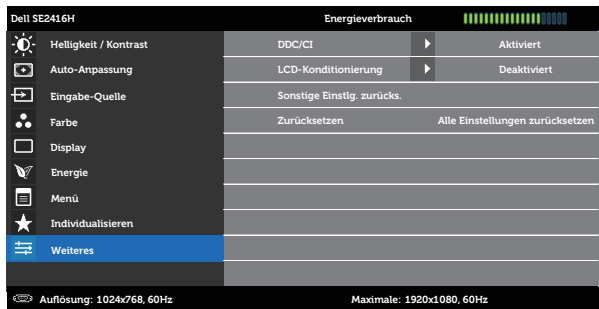 Dell SE2416H Energieverbrauch
Helligkeit / Kontrast DDC/CI Aktiviert
Auto-Anpassung LCD-Konditionierung Deaktiviert
Eingabe-Quelle Sonstige Einstlg. zurücks.
Farbe Zurücksetzen Alle Einstellungen zurücksetzen
Display
Energie
Menü
Individualisieren
Weiteres
Auflösung: 1024x768, 60Hz Maximale: 1920x1080, 60Hz